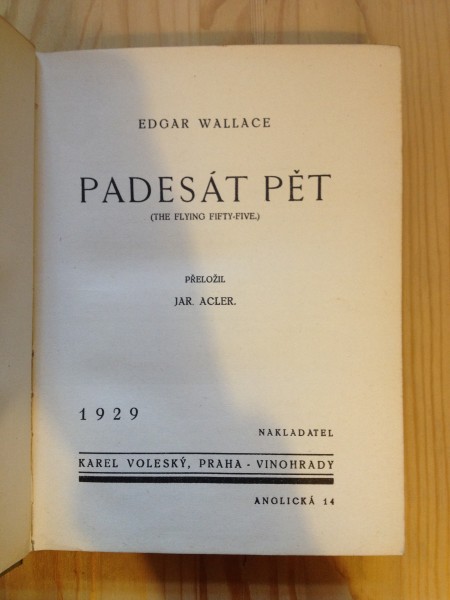 EDGAR WALLACE
PADESÁT PĚT
(THE FLYING FIFTY-FIVE.)
PŘELOŽIL
JAR. ACLER.
1929
NAKLADATEL
KAREL VOLESKÝ, PRAHA - VINOHRADY
ANGLICKÁ 14